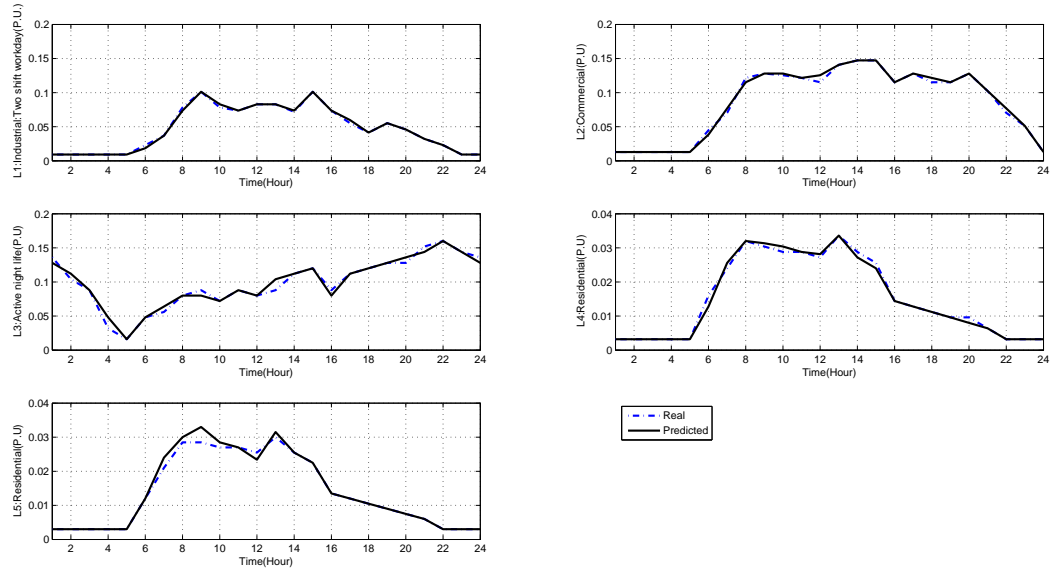 L1:Industrial:Two shift workday(P.U.)
0.2
0.15
0.1
0.05
0
2 4 6 8 10 12 14 16 18 20 22 24
Time(Hour)
L2:Commercial(P.U)
0.2
0.15
0.1
0.05
0
2 4 6 8 10 12 14 16 18 20 22 24
Time(Hour)
L3:Active night life(P.U)
0.2
0.15
0.1
0.05
0
2 4 6 8 10 12 14 16 18 20 22 24
Time(Hour)
L4:Residential(P.U)
0.04
0.03
0.02
0.01
0
2 4 6 8 10 12 14 16 18 20 22 24
Time(Hour)
L5:Residential(P.U)
0.04
0.03
0.02
0.01
0
2 4 6 8 10 12 14 16 18 20 22 24
Time(Hour)
Real
Predicted